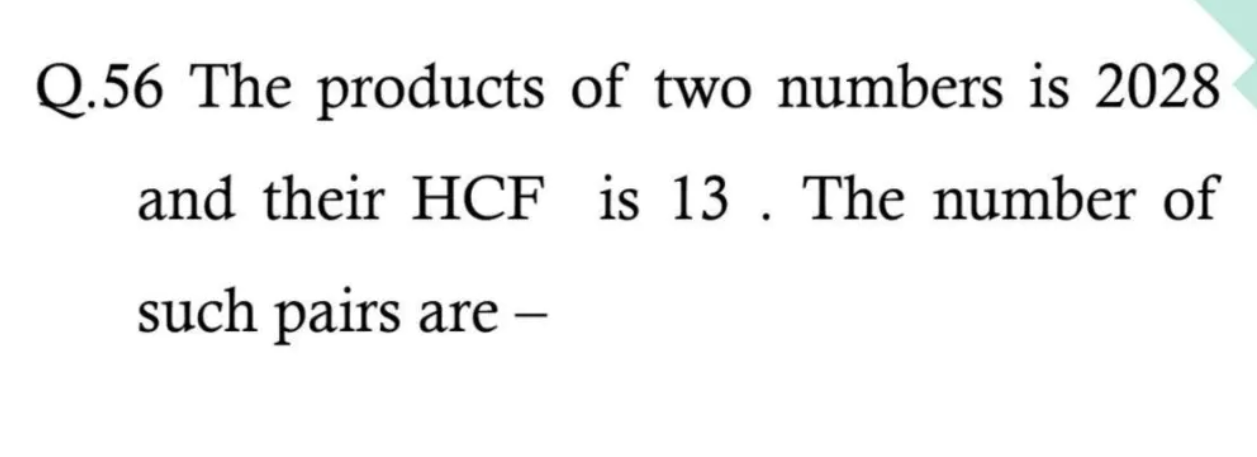 Q.56 The products of two numbers is 2028
and their HCF is 13 . The number of
such pairs are –